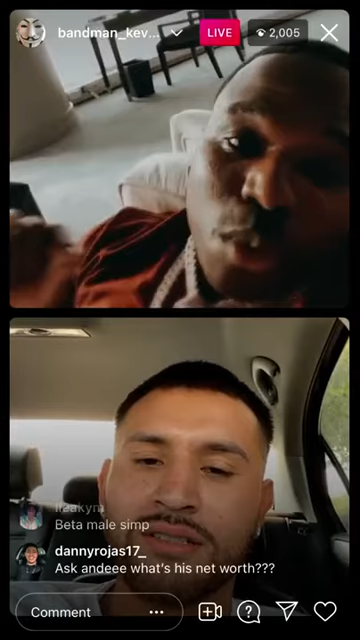 bandman_kev...
LIVE
2,005
Beta male simp
dannyrojas17_
Ask andeee what's his net worth???
Comment